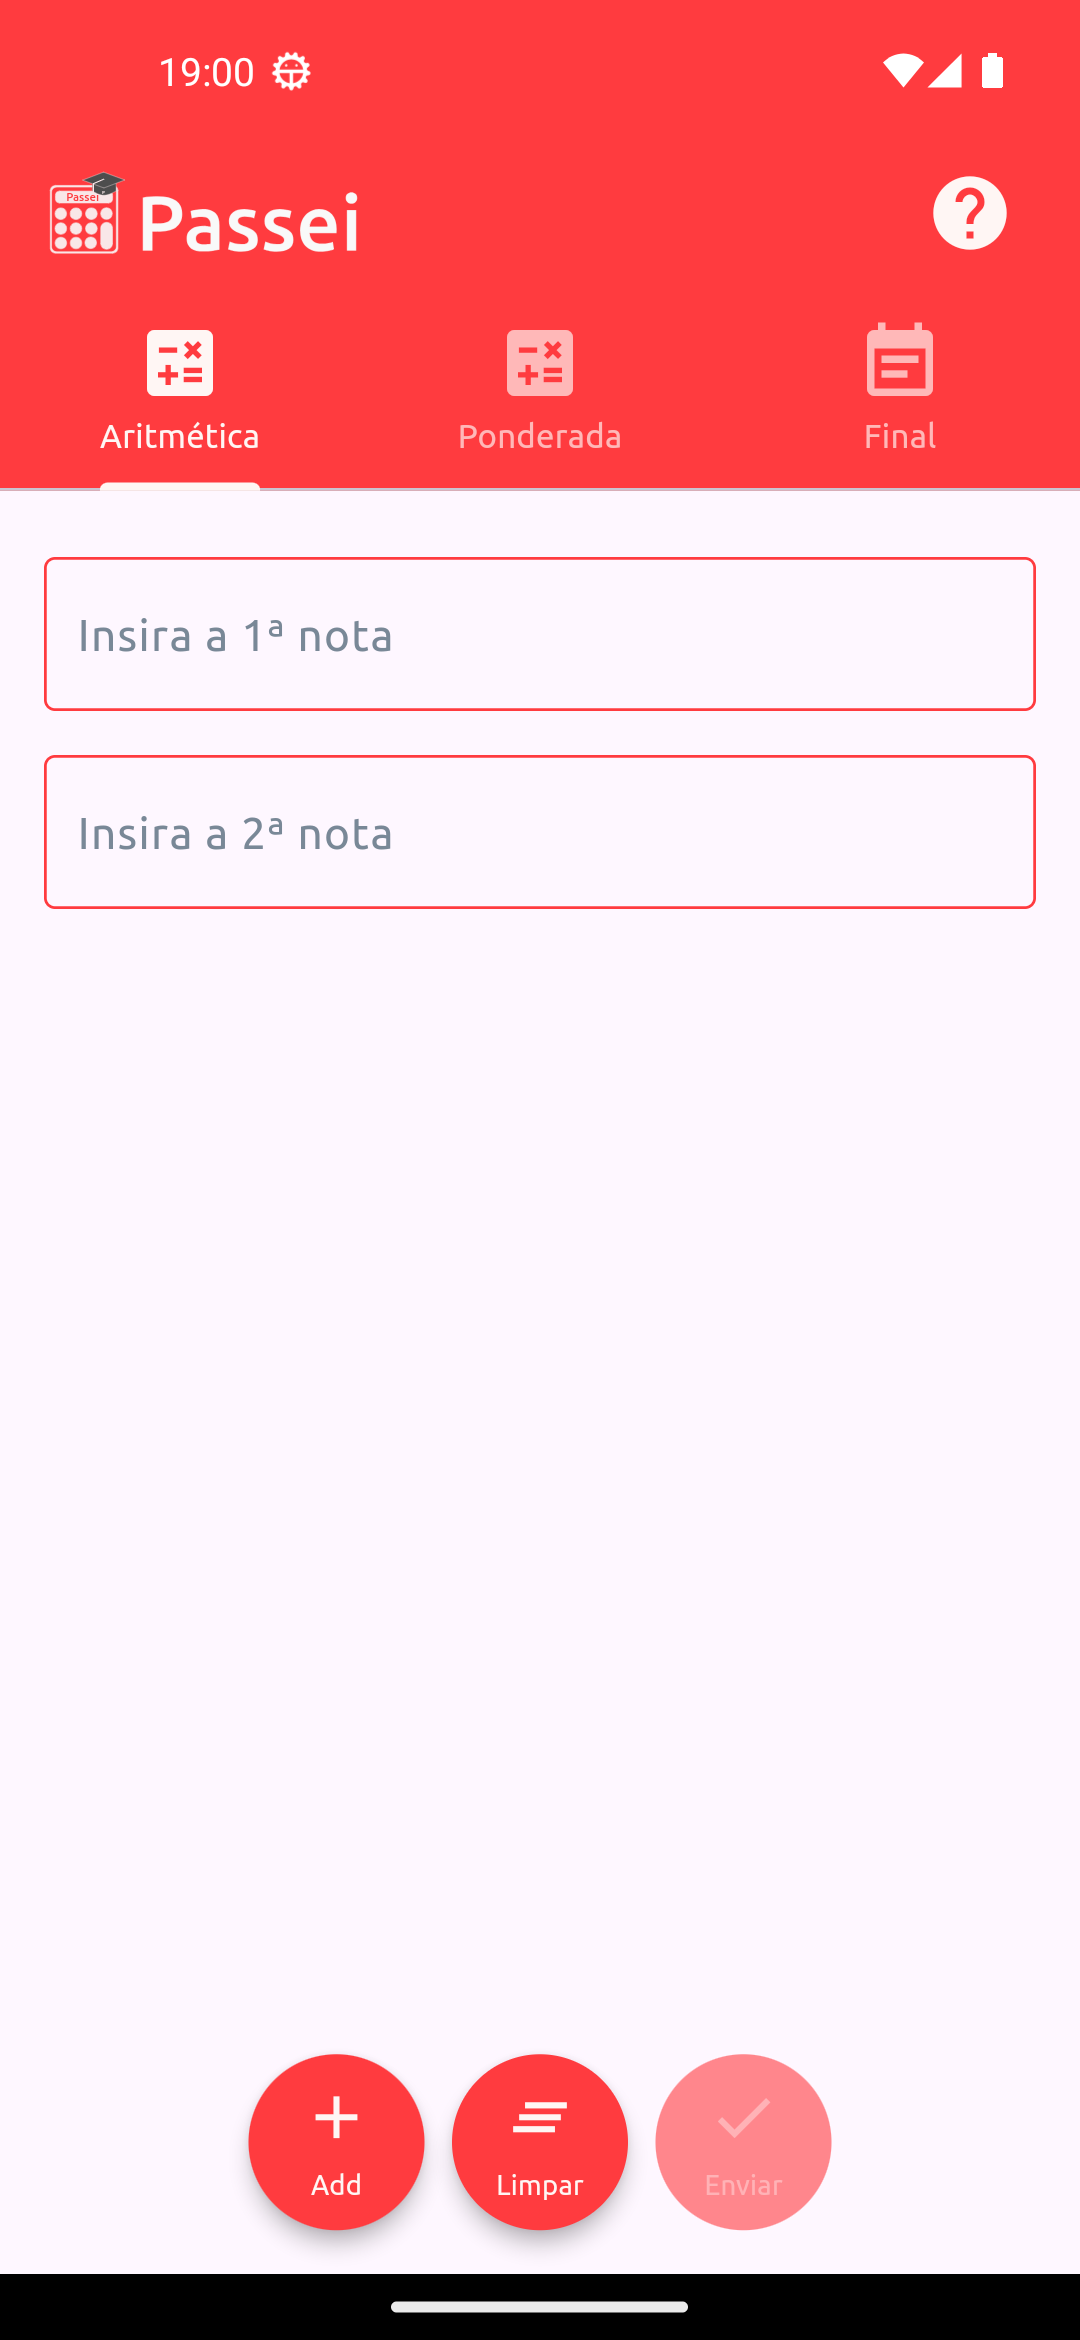 19:00
Passei
Passei
Aritmética
Ponderada
Final
Insira a 1ª nota
Insira a 2ª nota
Add
Limpar
Enviar